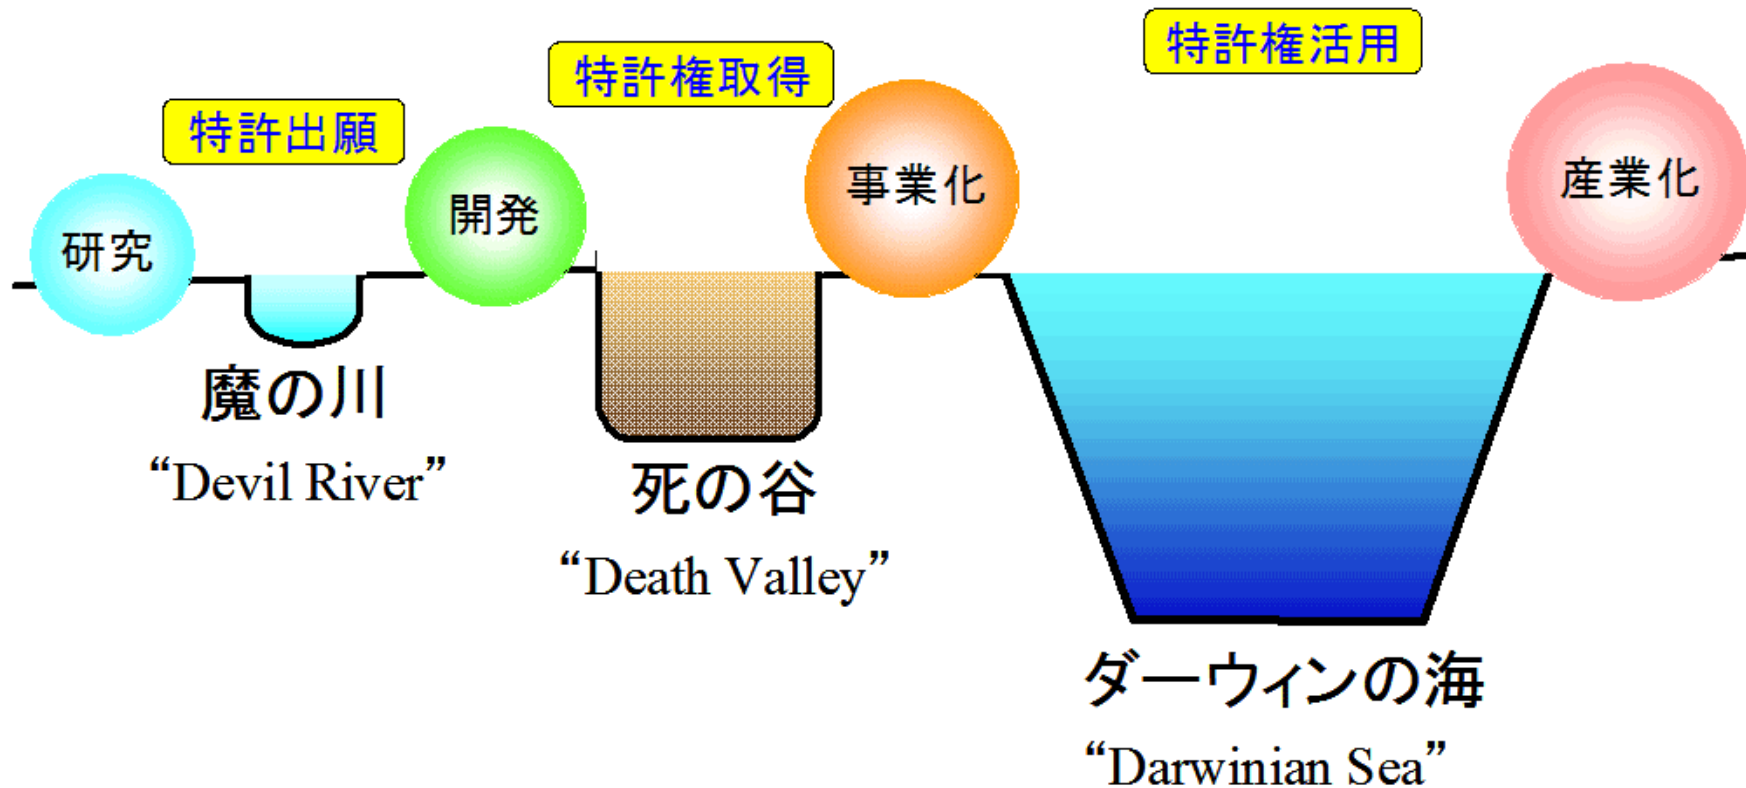 特許権活用
特許権取得
特許出願
研究
開発
事業化
産業化
魔の川
“Devil River”
死の谷
“Death Valley”
ダーウィンの海
“Darwinian Sea”